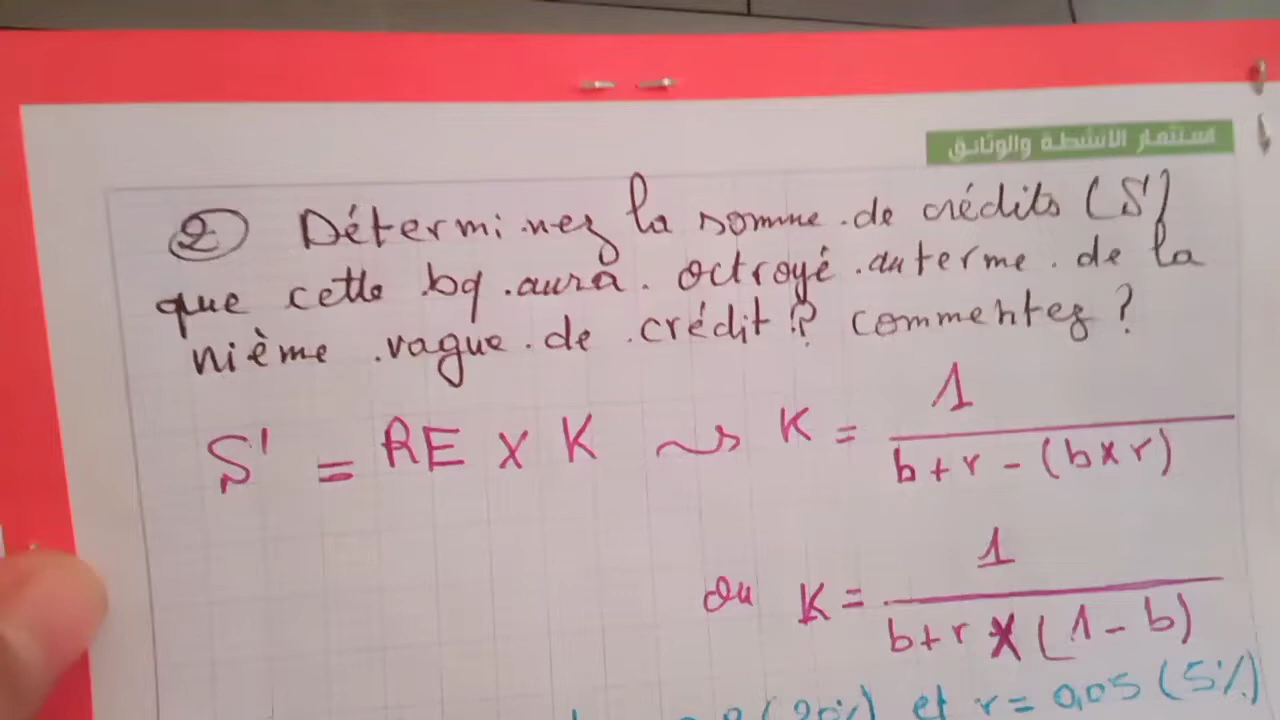 استثمار الأنشطة والوثائق
② Déterminez la somme de crédits (S')
que cette bq aura octroyé au terme de la
nième vague de crédit ? commentez ?
S' = RE X K ⇝ K = 1 / b + r - (b x r)
ou K = 1 / b + r X (1 - b)
(20%) et r = 0,05 (5%)